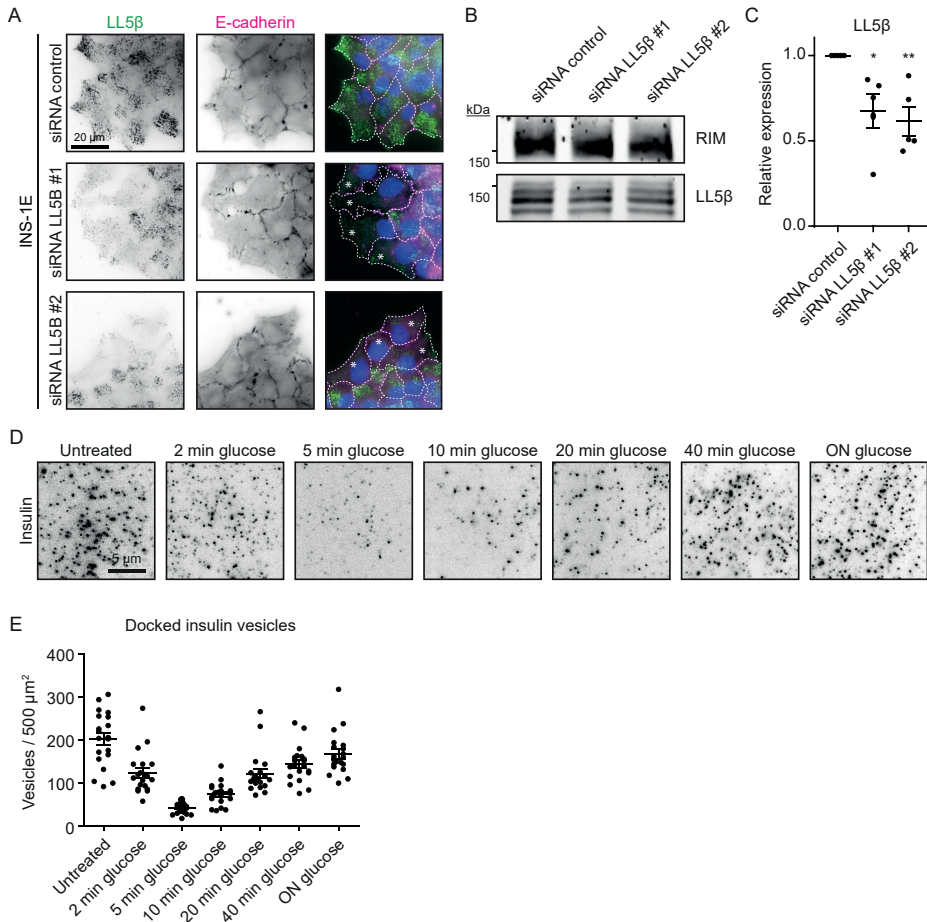 A
LL5β
E-cadherin
INS-1E
siRNA control
20 µm
siRNA LL5B #1
*
*
*
*
siRNA LL5B #2
*
*
*
*
B
siRNA control
siRNA LL5β #1
siRNA LL5β #2
kDa
150
RIM
150
LL5β
C
LL5β
Relative expression
1.0
0.5
0.0
*
**
siRNA control
siRNA LL5β #1
siRNA LL5β #2
D
Untreated
2 min glucose
5 min glucose
10 min glucose
20 min glucose
40 min glucose
ON glucose
Insulin
5 µm
E
Docked insulin vesicles
Vesicles / 500 µm²
400
300
200
100
0
Untreated
2 min glucose
5 min glucose
10 min glucose
20 min glucose
40 min glucose
ON glucose